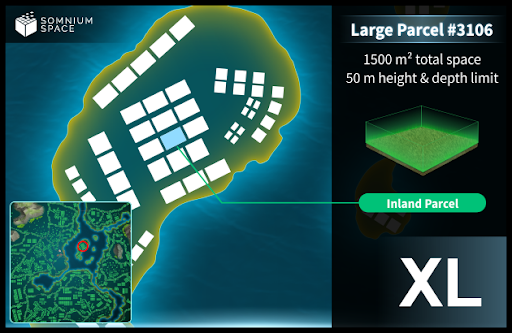 SOMNIUM
SPACE
Large Parcel #3106
1500 m² total space
50 m height & depth limit
Inland Parcel
XL